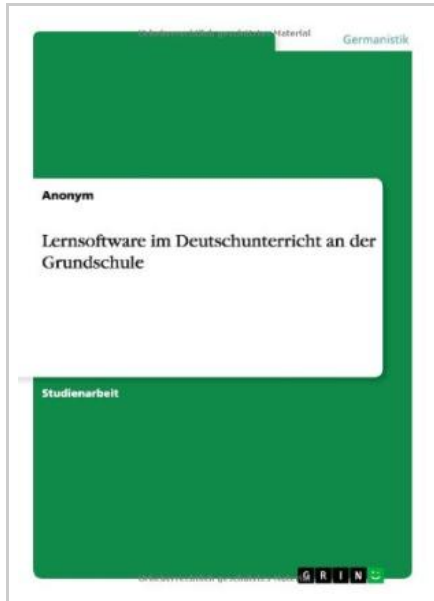 Germanistik
Anonym
Lernsoftware im Deutschunterricht an der
Grundschule
Studienarbeit
GRIN